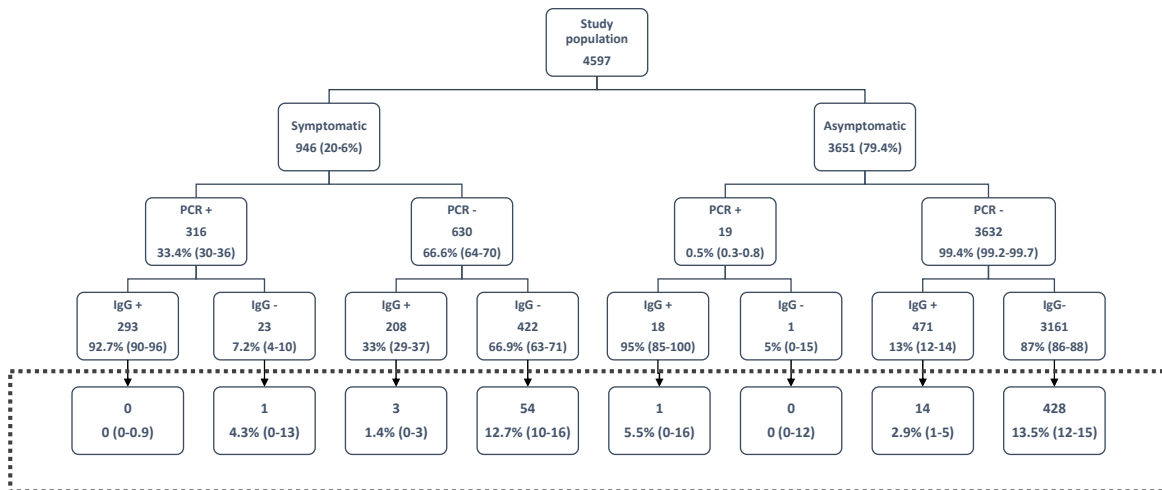 Study
population
4597
Symptomatic
946 (20·6%)
Asymptomatic
3651 (79.4%)
PCR +
316
33.4% (30-36)
PCR -
630
66.6% (64-70)
PCR +
19
0.5% (0.3-0.8)
PCR -
3632
99.4% (99.2-99.7)
IgG +
293
92.7% (90-96)
IgG -
23
7.2% (4-10)
IgG +
208
33% (29-37)
IgG -
422
66.9% (63-71)
IgG +
18
95% (85-100)
IgG -
1
5% (0-15)
IgG +
471
13% (12-14)
IgG-
3161
87% (86-88)
0
0 (0-0.9)
1
4.3% (0-13)
3
1.4% (0-3)
54
12.7% (10-16)
1
5.5% (0-16)
0
0 (0-12)
14
2.9% (1-5)
428
13.5% (12-15)